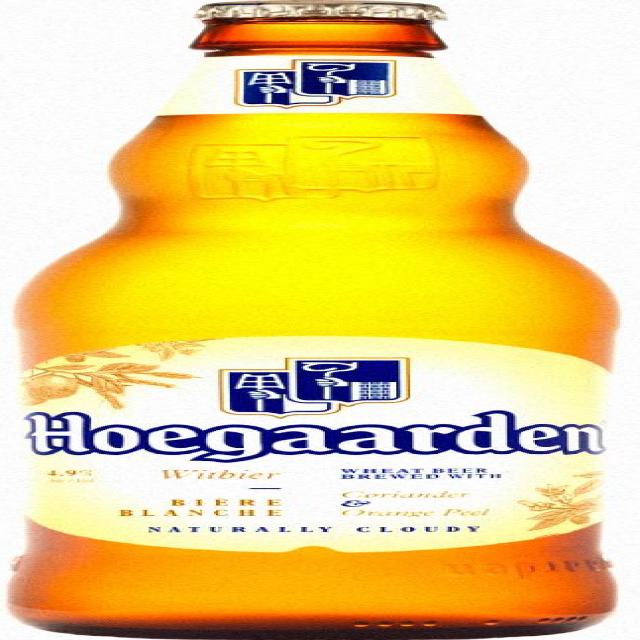 Hoegaarden
4.9%
Witbier
BIÈRE
BLANCHE
WHEAT BEER
BREWED WITH
Coriander
&
Orange Peel
NATURALLY CLOUDY